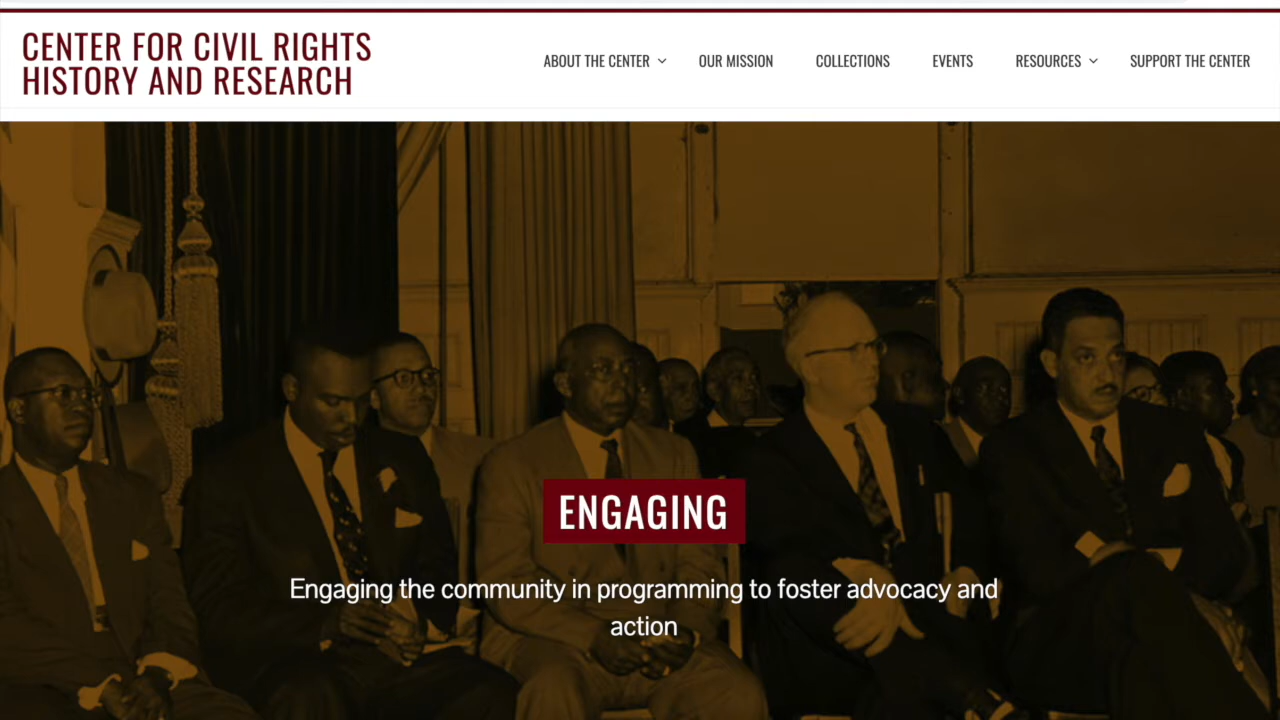 CENTER FOR CIVIL RIGHTS
HISTORY AND RESEARCH
ABOUT THE CENTER
OUR MISSION
COLLECTIONS
EVENTS
RESOURCES
SUPPORT THE CENTER
ENGAGING
Engaging the community in programming to foster advocacy and
action